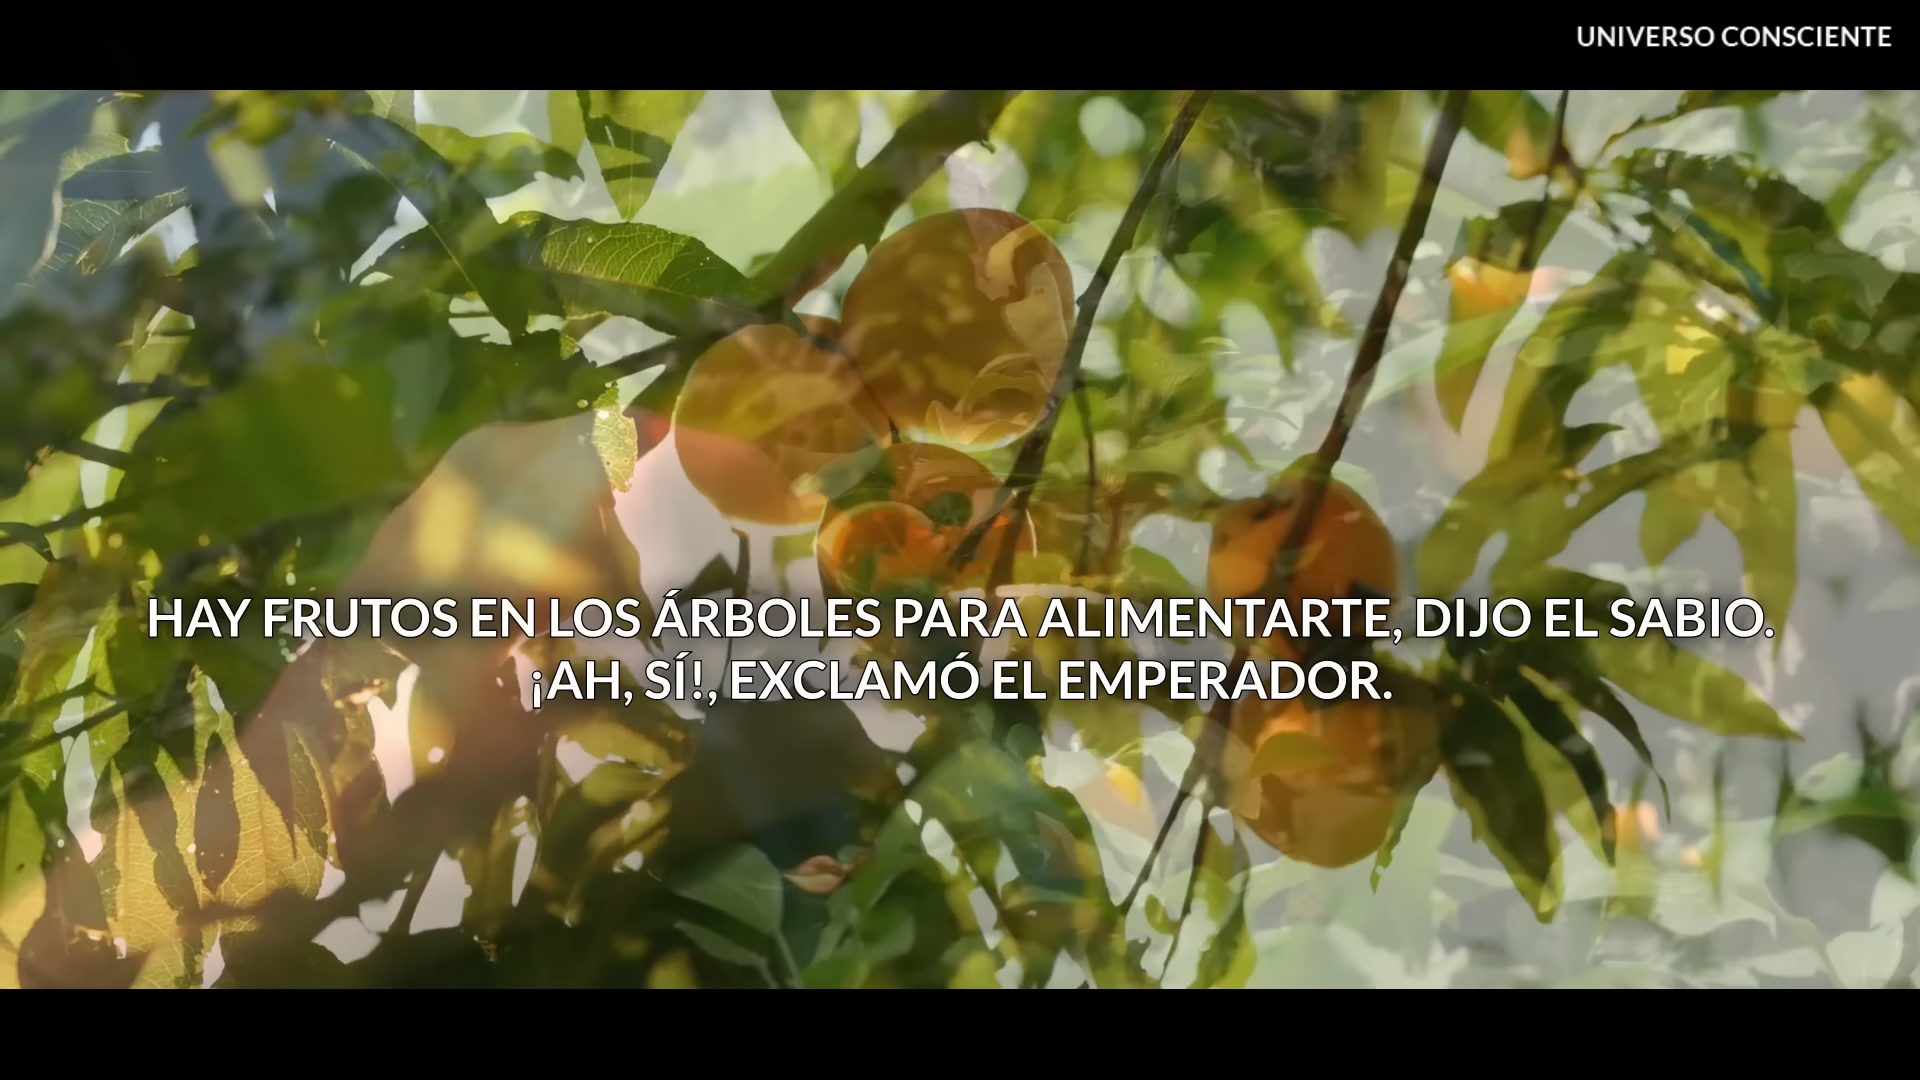 UNIVERSO CONSCIENTE
HAY FRUTOS EN LOS ÁRBOLES PARA ALIMENTARTE, DIJO EL SABIO.
¡AH, SÍ!, EXCLAMÓ EL EMPERADOR.